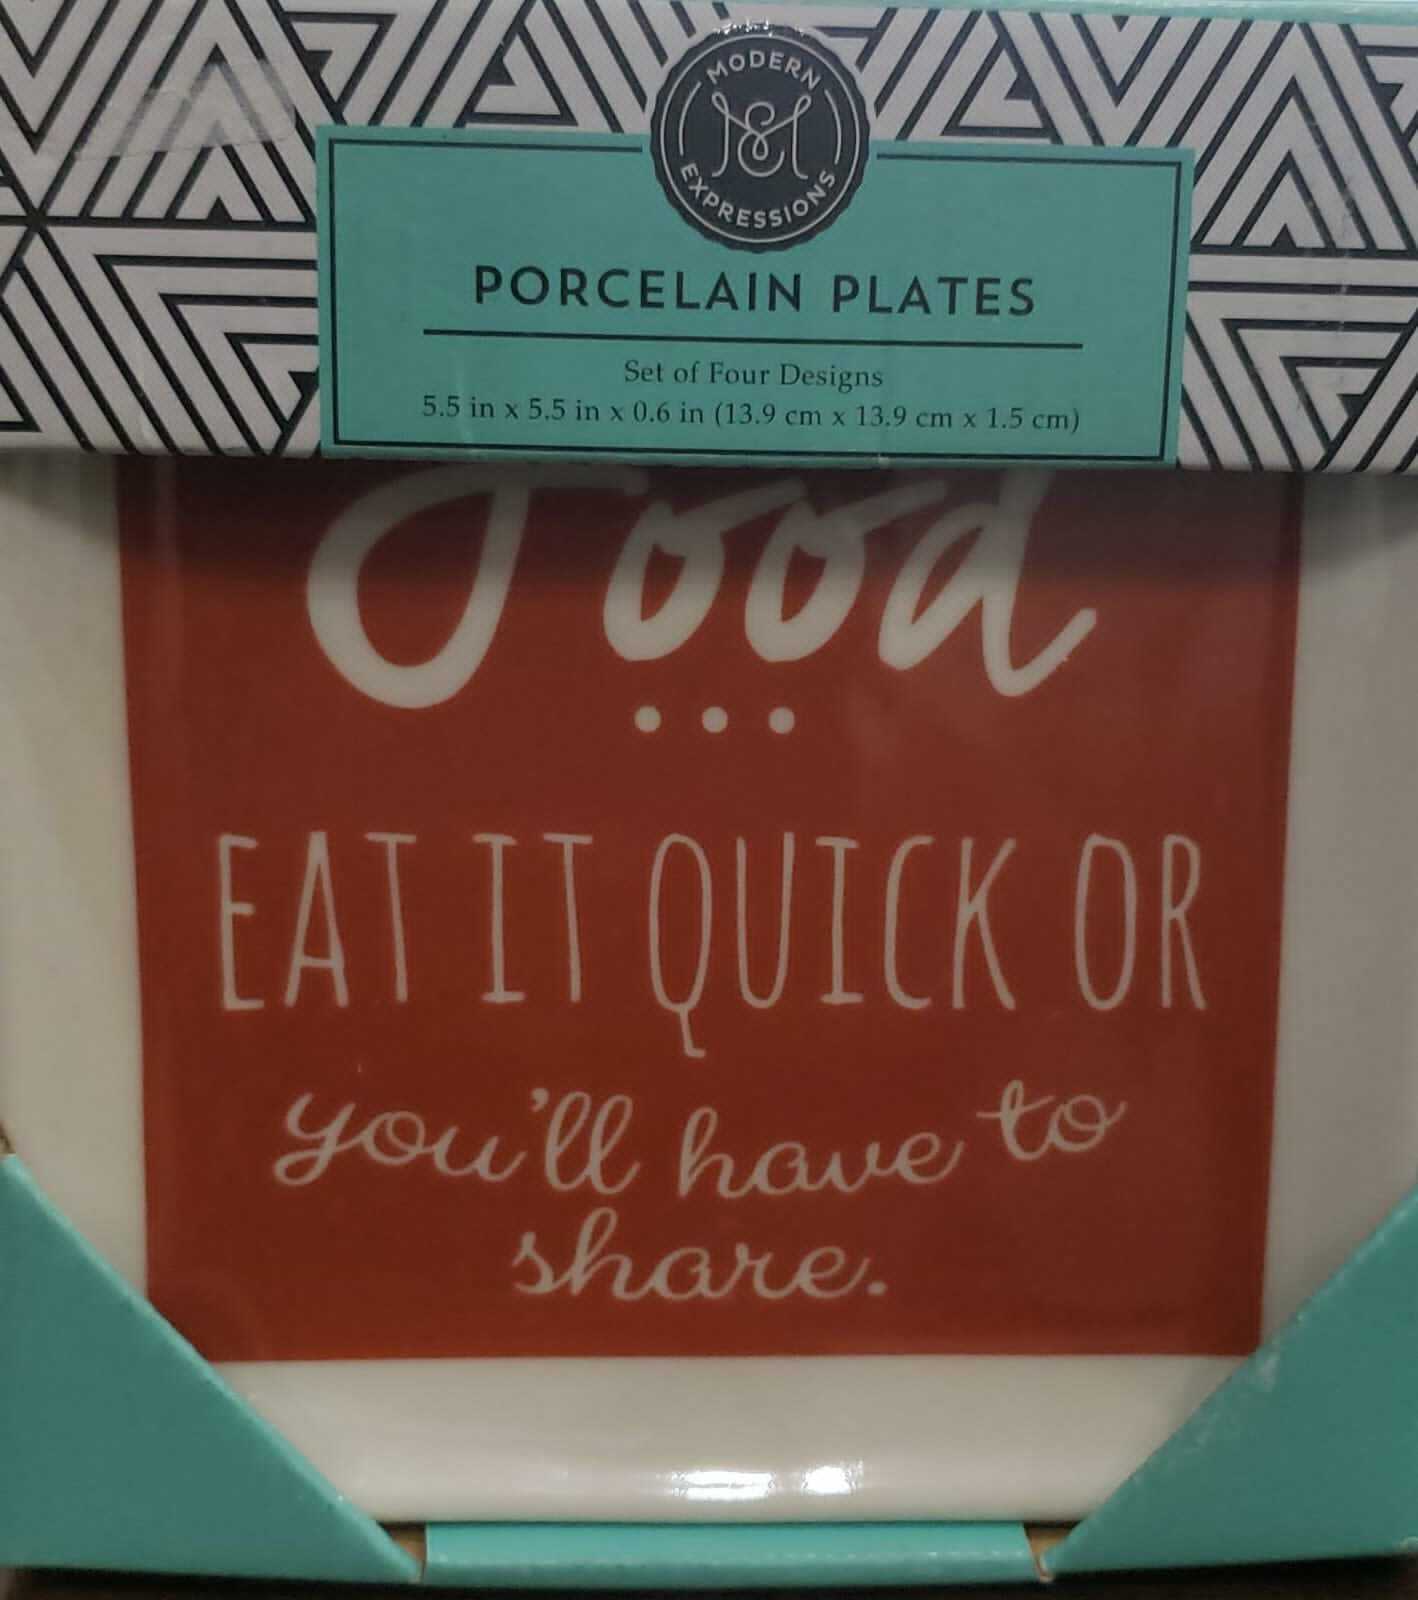 MODERN
M&M
EXPRESSIONS
PORCELAIN PLATES
Set of Four Designs
5.5 in x 5.5 in x 0.6 in (13.9 cm x 13.9 cm x 1.5 cm)
Food
...
EAT IT QUICK OR
you'll have to
share.